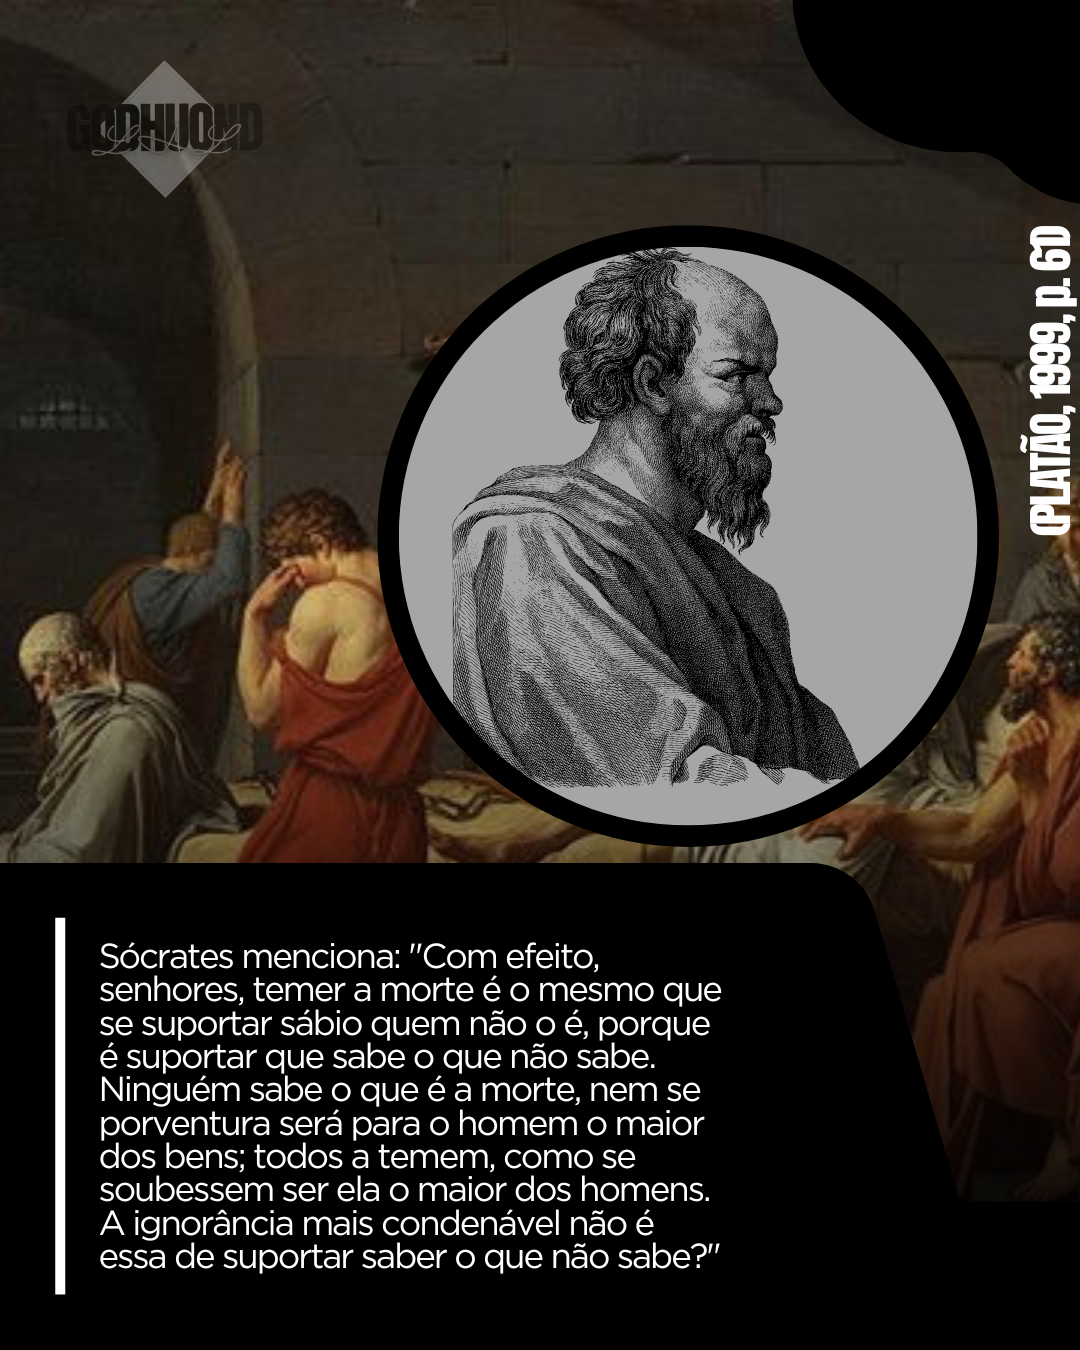 GODHUOND
(PLATÃO, 1999, p. 61)
Sócrates menciona: "Com efeito,
senhores, temer a morte é o mesmo que
se suportar sábio quem não o é, porque
é suportar que sabe o que não sabe.
Ninguém sabe o que é a morte, nem se
porventura será para o homem o maior
dos bens; todos a temem, como se
soubessem ser ela o maior dos homens.
A ignorância mais condenável não é
essa de suportar saber o que não sabe?"